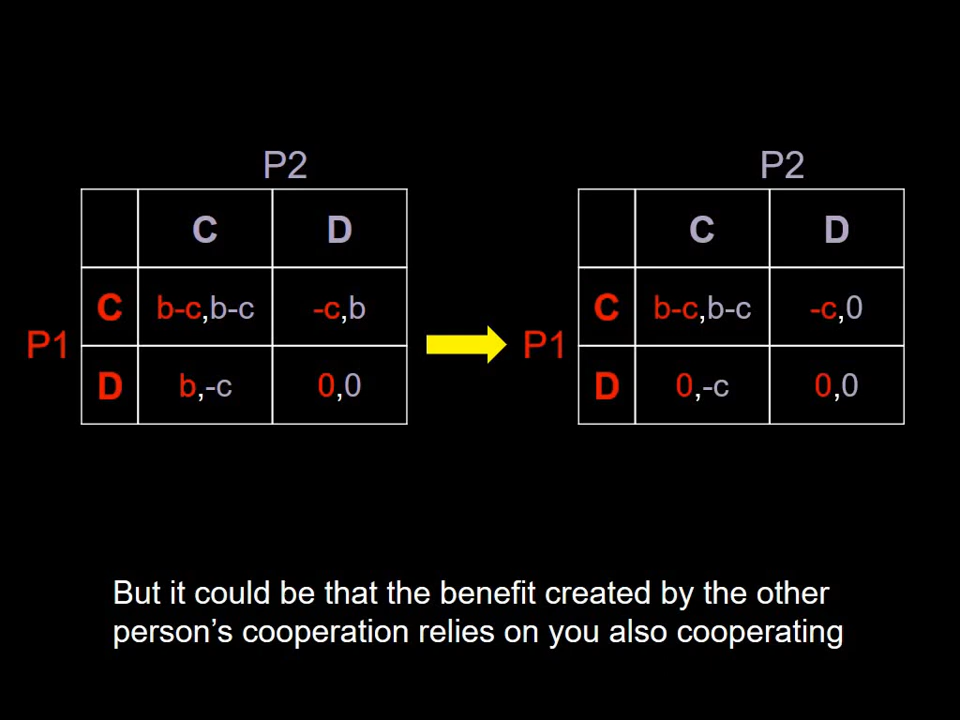 P2 P2
C D C D
C b-c,b-c -c,b C b-c,b-c -c,0
P1 P1
D b,-c 0,0 D 0,-c 0,0
But it could be that the benefit created by the other
person’s cooperation relies on you also cooperating